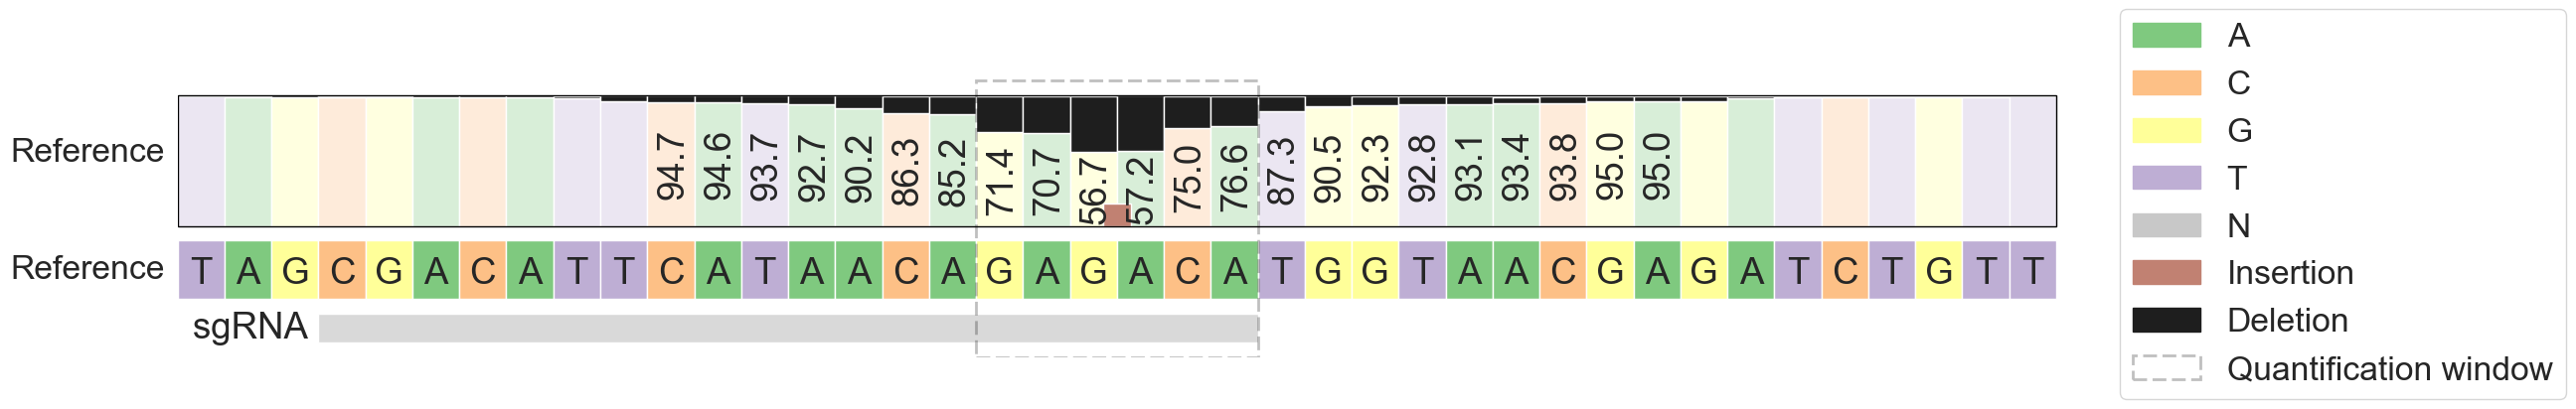 Reference
94.7 94.6 93.7 92.7 90.2 86.3 85.2 71.4 70.7 56.7 57.2 75.0 76.6 87.3 90.5 92.3 92.8 93.1 93.4 93.8 95.0 95.0
Reference T A G C G A C A T T C A T A A C A G A G A C A T G G T A A C G A G A T C T G T T
sgRNA
A
C
G
T
N
Insertion
Deletion
Quantification window